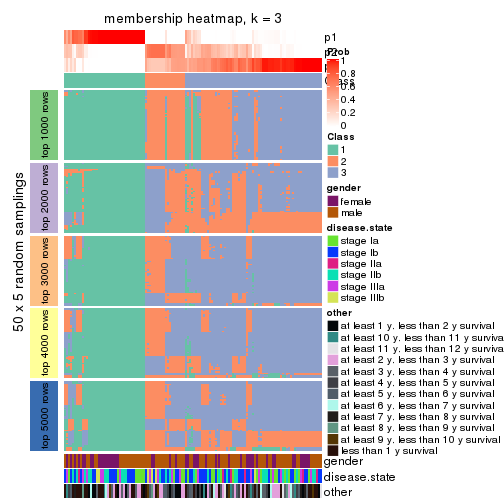 membership heatmap, k = 3
p1
p2
Prob
1
0.8
0.6
0.4
0.2
0
Class
1
2
3
gender
female
male
disease.state
stage Ia
stage Ib
stage IIa
stage IIb
stage IIIa
stage IIIb
other
at least 1 y. less than 2 y survival
at least 10 y. less than 11 y survival
at least 11 y. less than 12 y survival
at least 2 y. less than 3 y survival
at least 3 y. less than 4 y survival
at least 4 y. less than 5 y survival
at least 5 y. less than 6 y survival
at least 6 y. less than 7 y survival
at least 7 y. less than 8 y survival
at least 8 y. less than 9 y survival
at least 9 y. less than 10 y survival
less than 1 y survival
50 x 5 random samplings
top 1000 rows
top 2000 rows
top 3000 rows
top 4000 rows
top 5000 rows
gender
disease.state
other